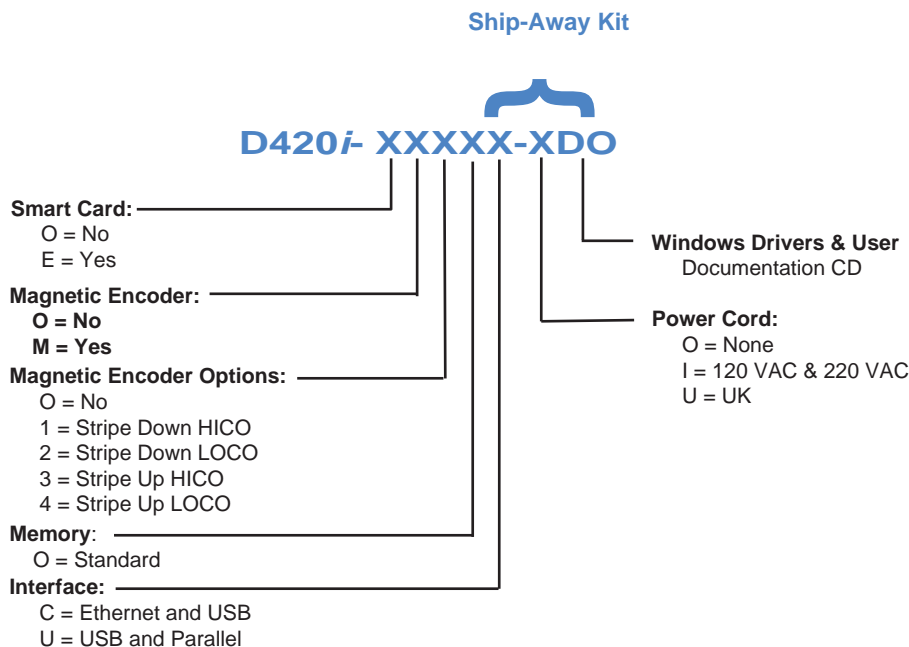 Ship-Away Kit
D420i- XXXXX-XDO
Smart Card:
O = No
E = Yes
Magnetic Encoder:
O = No
M = Yes
Magnetic Encoder Options:
O = No
1 = Stripe Down HICO
2 = Stripe Down LOCO
3 = Stripe Up HICO
4 = Stripe Up LOCO
Memory:
O = Standard
Interface:
C = Ethernet and USB
U = USB and Parallel
Windows Drivers & User
Documentation CD
Power Cord:
O = None
I = 120 VAC & 220 VAC
U = UK